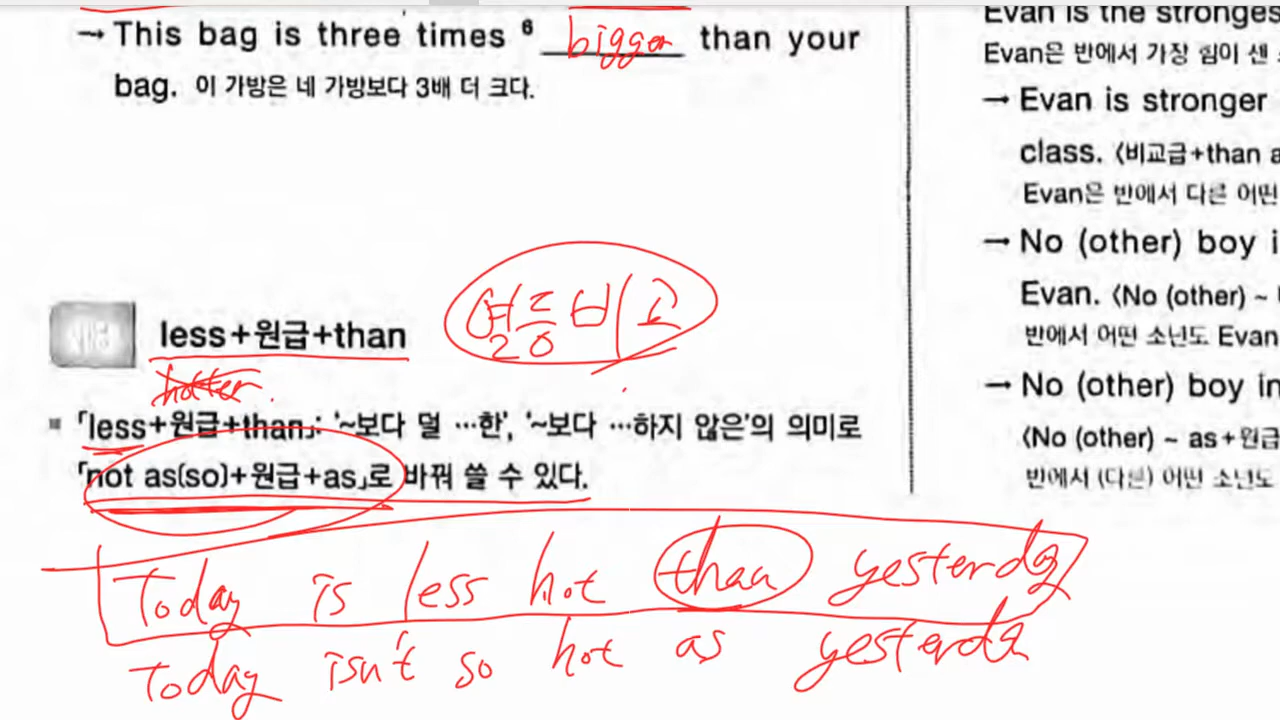 → This bag is three times 6 bigger than your
bag. 이 가방은 네 가방보다 3배 더 크다.
less+원급+than
열등비교
hotter
■ 「less+원급+than」: '~보다 덜 …한', '~보다 …하지 않은'의 의미로
「not as(so)+원급+as」로 바꿔 쓸 수 있다.
Today is less hot than yesterday
Today isn't so hot as yesterda
Evan is the stronges
Evan은 반에서 가장 힘이 센
→ Evan is stronger
class. 〈비교급+than a
Evan은 반에서 다른 어떤
→ No (other) boy i
Evan. 〈No (other) ~
반에서 어떤 소년도 Evan
→ No (other) boy in
〈No (other) ~ as+원급
반에서 (다른) 어떤 소년도